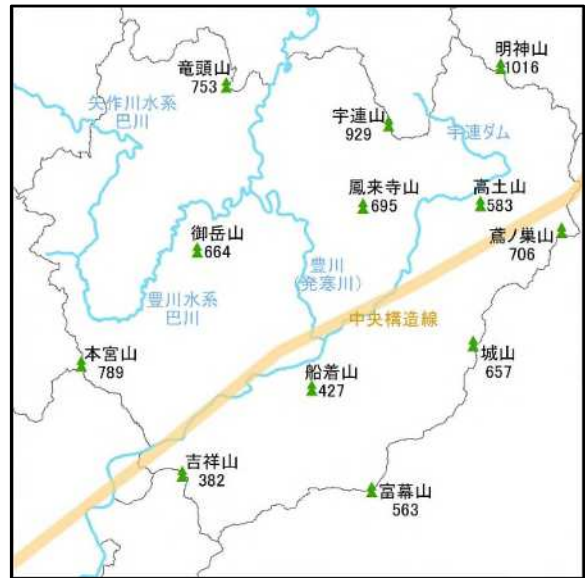 明神山
1016
竜頭山
753
矢作川水系
巴川
宇連山
929
宇連ダム
鳳来寺山
695
高土山
583
鳶ノ巣山
706
御岳山
664
豊川
(発寒川)
豊川水系
巴川
中央構造線
本宮山
789
城山
657
船着山
427
吉祥山
382
富幕山
563